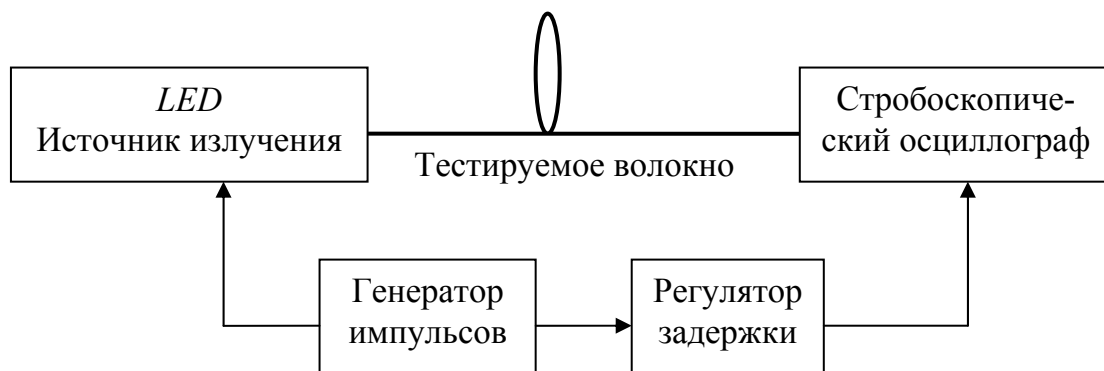 LED
Источник излучения
Стробоскопиче-
ский осциллограф
Тестируемое волокно
Генератор
импульсов
Регулятор
задержки